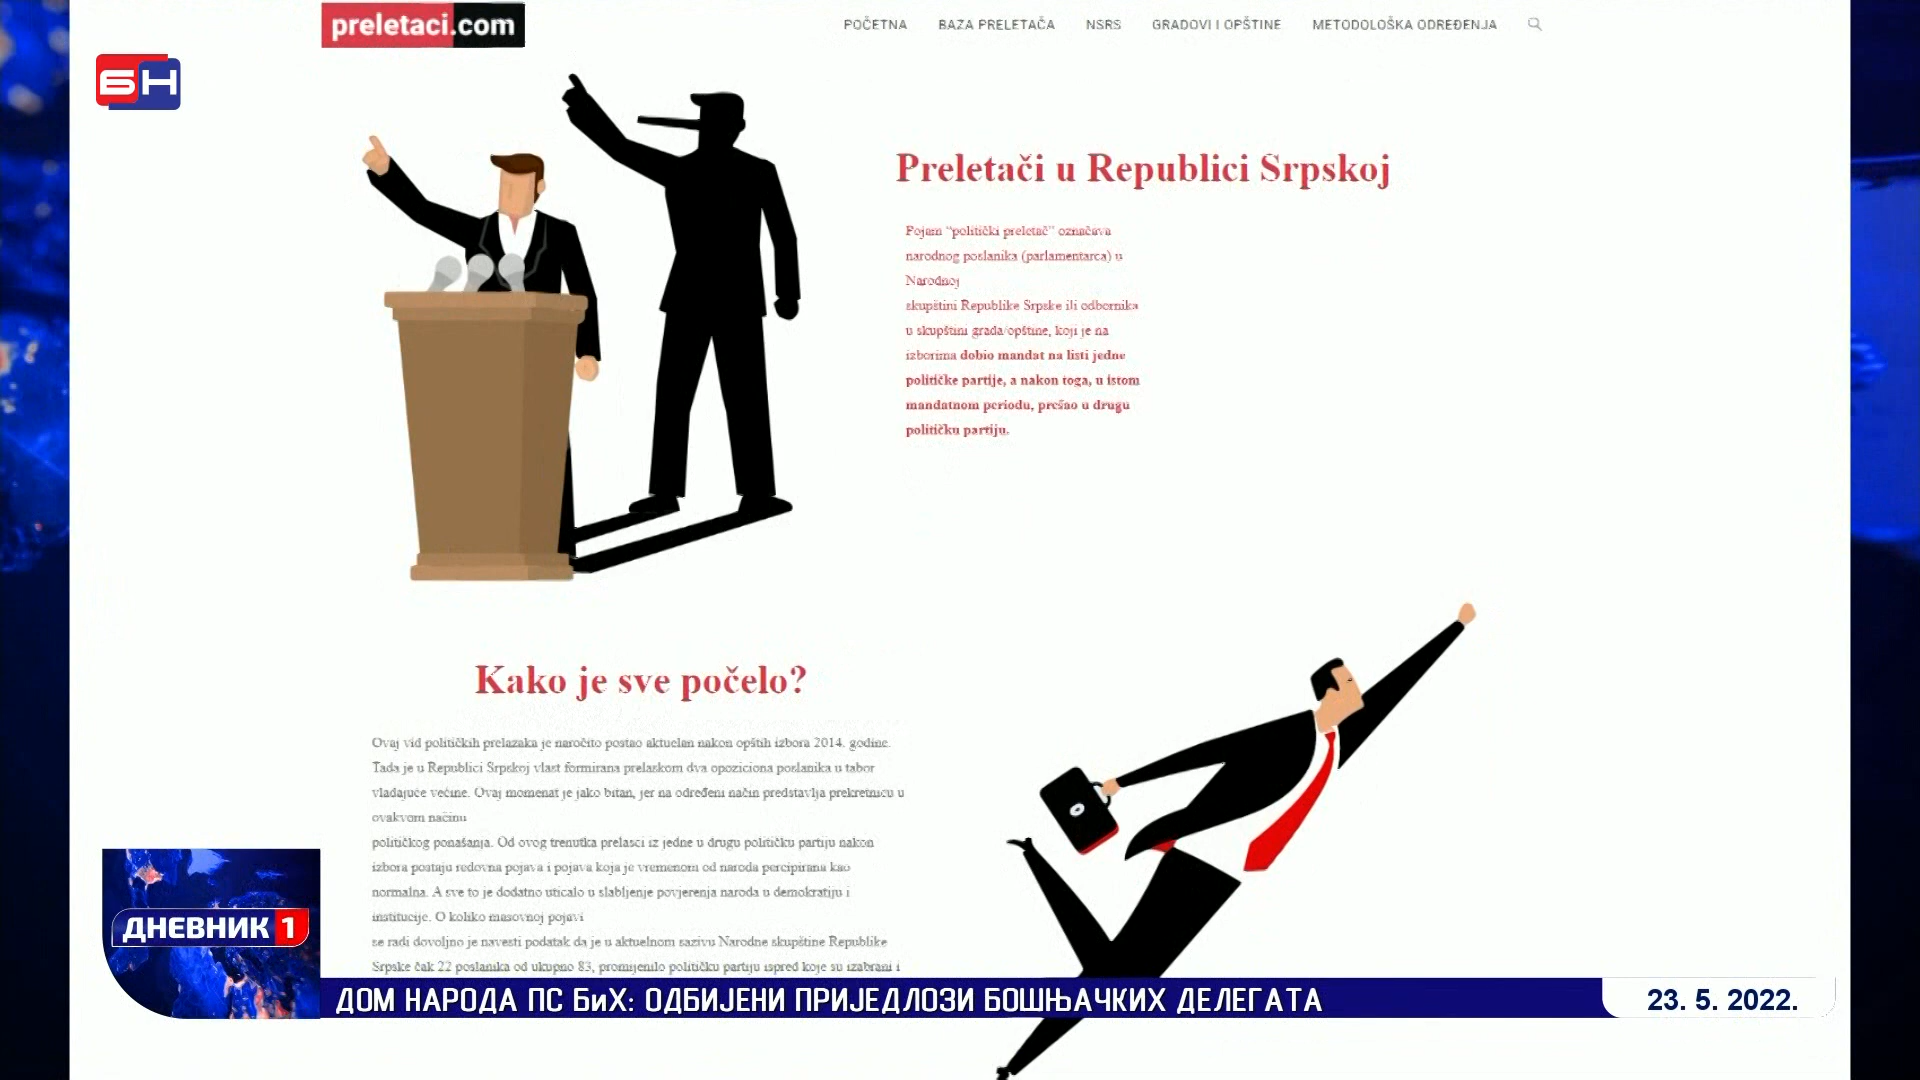 preletaci.com
POČETNA BAZA PRELETAČA NSRS GRADOVI I OPŠTINE METODOLOŠKA ODREĐENJA
БН
Preletači u Republici Srpskoj
Pojam “politički preletač” označava
narodnog poslanika (parlamentarca) u
Narodnoj
skupštini Republike Srpske ili odbornika
u skupštini grada/opštine, koji je na
izborima dobio mandat na listi jedne
političke partije, a nakon toga, u istom
mandatnom periodu, prešao u drugu
političku partiju.
Kako je sve počelo?
Ovaj vid političkih prelazaka je naročito postao aktuelan nakon opštih izbora 2014. godine.
Tada je u Republici Srpskoj vlast formirana prelaskom dva opoziciona poslanika u tabor
vladajuće većine. Ovaj momenat je jako bitan, jer na određeni način predstavlja prekretnicu u
ovakvom načinu
političkog ponašanja. Od ovog trenutka prelasci iz jedne u drugu političku partiju nakon
izbora postaju redovna pojava i pojava koja je vremenom od naroda percipirana kao
normalna. A sve to je dodatno uticalo u slabljenje povjerenja naroda u demokratiju i
institucije. O koliko masovnoj pojavi
se radi dovoljno je navesti podatak da je u aktuelnom sazivu Narodne skupštine Republike
Srpske čak 22 poslanika od ukupno 83, promijenilo političku partiju ispred koje su izabrani i
ДНЕВНИК 1
ДОМ НАРОДА ПС БиХ: ОДБИЈЕНИ ПРИЈЕДЛОЗИ БОШЊАЧКИХ ДЕЛЕГАТА
23. 5. 2022.